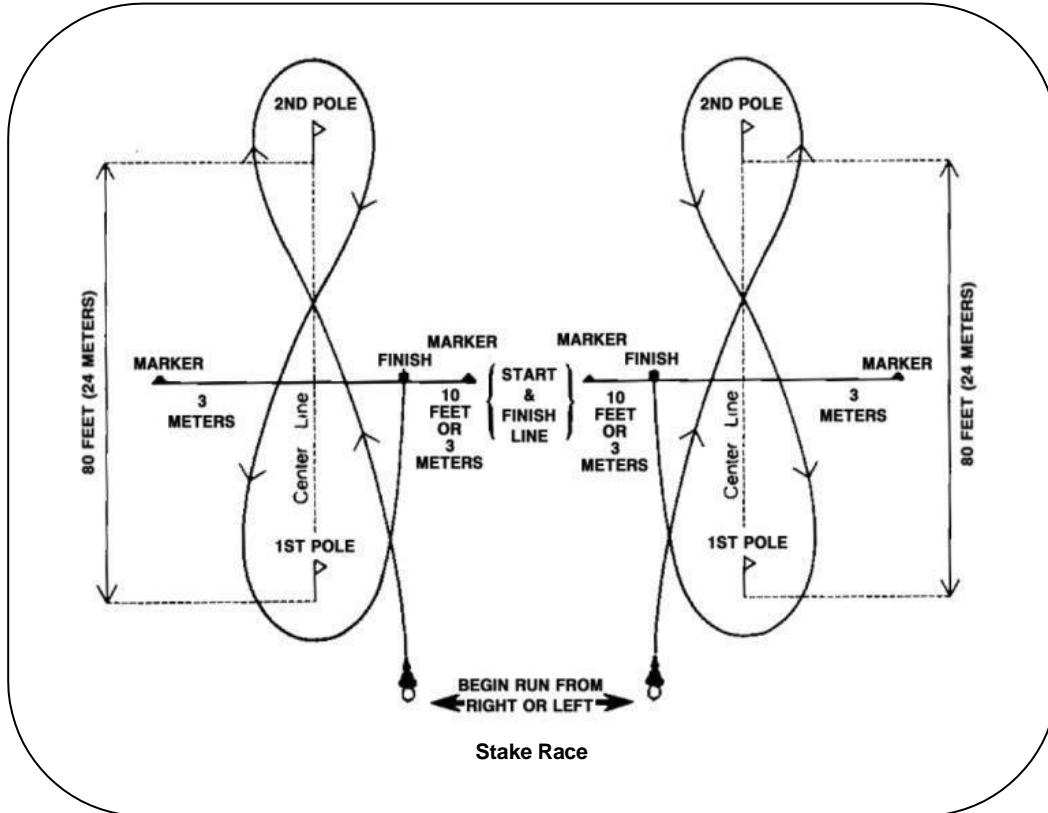 2ND POLE
2ND POLE
80 FEET (24 METERS)
80 FEET (24 METERS)
MARKER
3
METERS
FINISH
MARKER
10
FEET
OR
3
METERS
START
&
FINISH
LINE
MARKER
FINISH
10
FEET
OR
3
METERS
MARKER
3
METERS
Center Line
Center Line
1ST POLE
1ST POLE
BEGIN RUN FROM
RIGHT OR LEFT
Stake Race